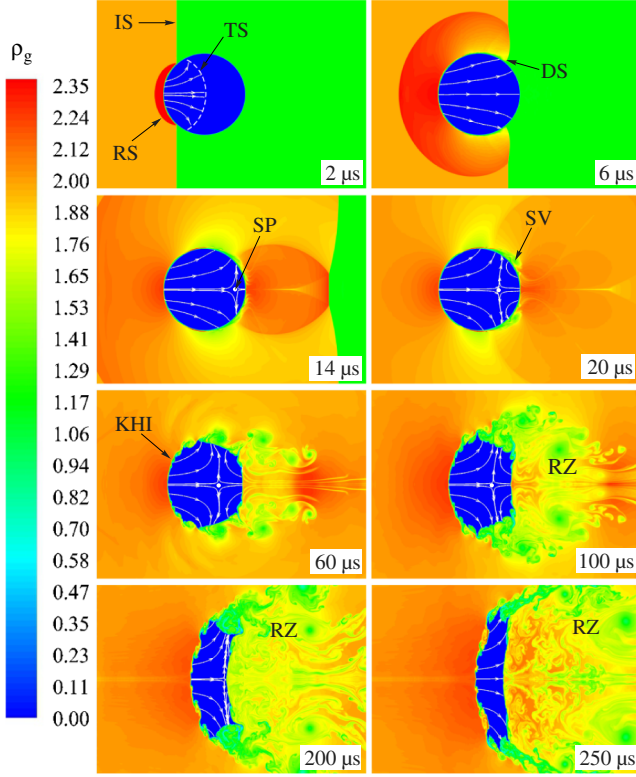 ρg
2.35
2.24
2.12
2.00
1.88
1.76
1.65
1.53
1.41
1.29
1.17
1.06
0.94
0.82
0.70
0.58
0.47
0.35
0.23
0.11
0.00
IS
TS
RS
2 μs
DS
6 μs
SP
14 μs
SV
20 μs
KHI
60 μs
RZ
100 μs
RZ
200 μs
RZ
250 μs